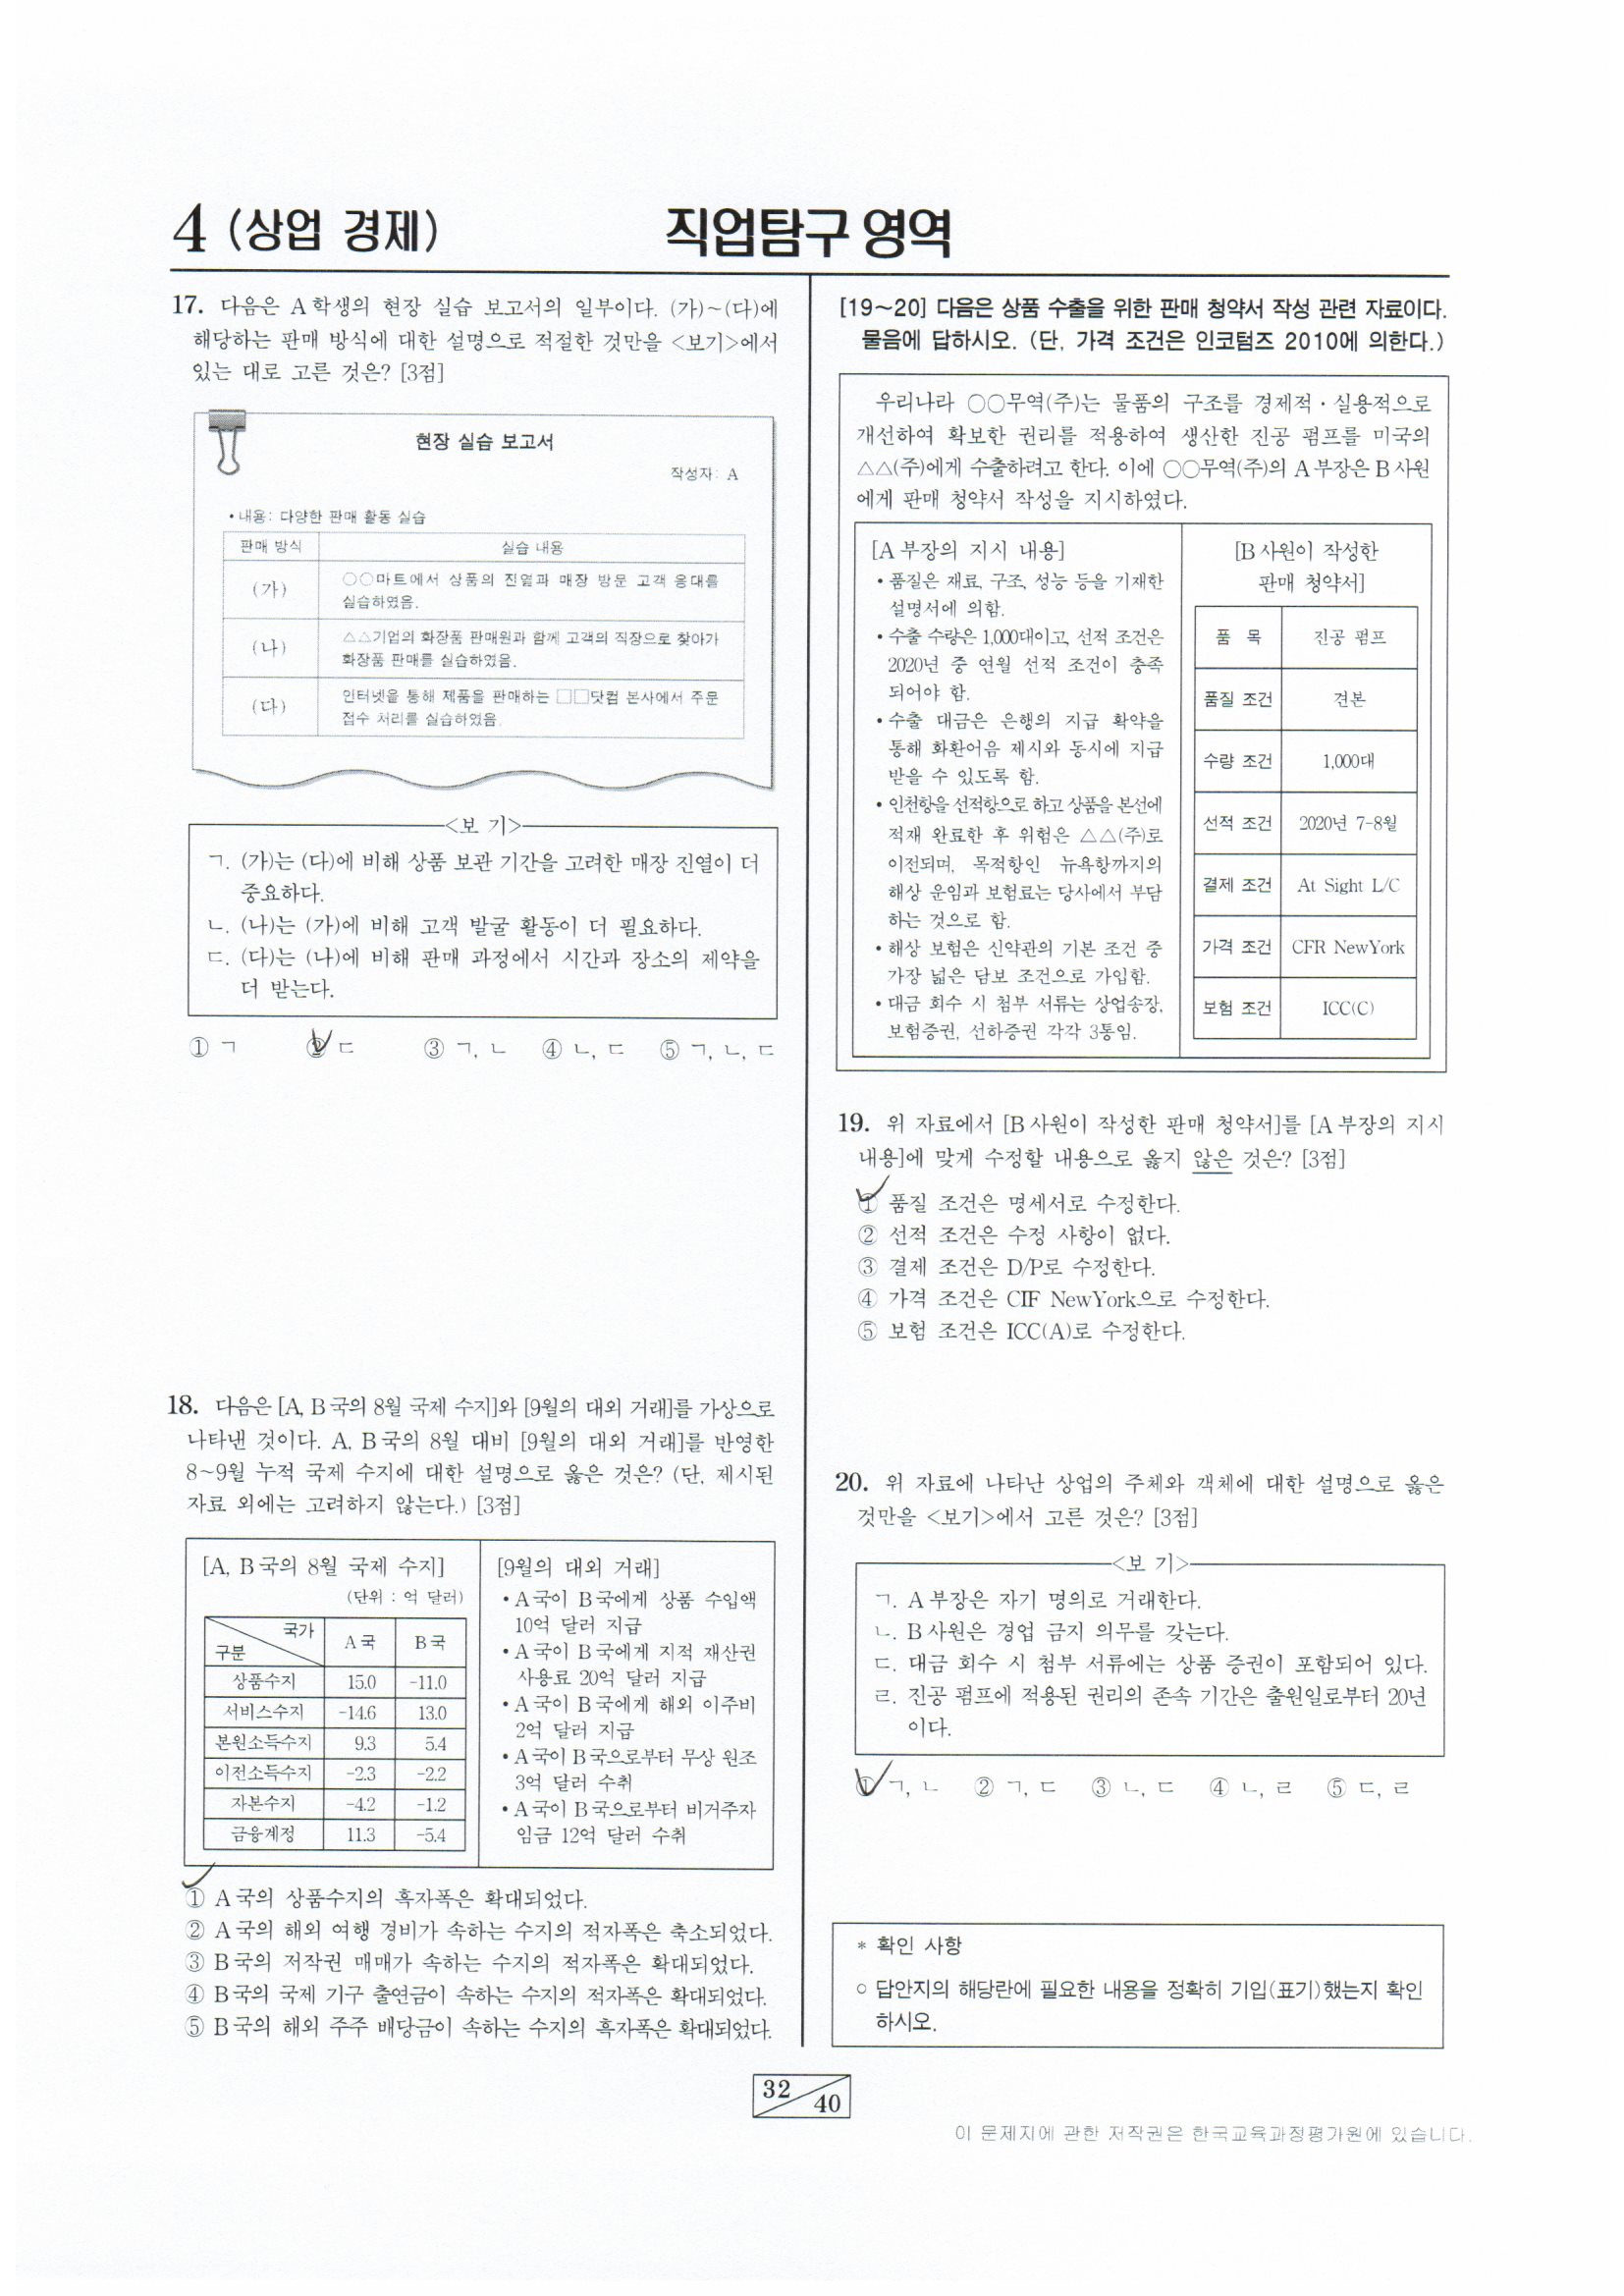 4 (상업 경제)
직업탐구 영역
17. 다음은 A 학생의 현장 실습 보고서의 일부이다. (가)~(다)에
해당하는 판매 방식에 대한 설명으로 적절한 것만을 <보기>에서
있는 대로 고른 것은? [3점]
현장 실습 보고서
작성자: A
• 내용: 다양한 판매 활동 실습
판매 방식 실습 내용
(가) ○○마트에서 상품의 진열과 매장 방문 고객 응대를
실습하였음.
(나) △△기업의 화장품 판매원과 함께 고객의 직장으로 찾아가
화장품 판매를 실습하였음.
(다) 인터넷을 통해 제품을 판매하는 □□닷컴 본사에서 주문
접수 처리를 실습하였음.
<보 기>
ㄱ. (가)는 (다)에 비해 상품 보관 기간을 고려한 매장 진열이 더
중요하다.
ㄴ. (나)는 (가)에 비해 고객 발굴 활동이 더 필요하다.
ㄷ. (다)는 (나)에 비해 판매 과정에서 시간과 장소의 제약을
더 받는다.
① ㄱ ② ㄷ ③ ㄱ, ㄴ ④ ㄴ, ㄷ ⑤ ㄱ, ㄴ, ㄷ
18. 다음은 [A, B 국의 8월 국제 수지]와 [9월의 대외 거래]를 가상으로
나타낸 것이다. A, B 국의 8월 대비 [9월의 대외 거래]를 반영한
8~9월 누적 국제 수지에 대한 설명으로 옳은 것은? (단, 제시된
자료 외에는 고려하지 않는다.) [3점]
[A, B 국의 8월 국제 수지]
(단위 : 억 달러)
국가
구분 A 국 B 국
상품수지 15.0 -11.0
서비스수지 -14.6 13.0
본원소득수지 9.3 5.4
이전소득수지 -2.3 -2.2
자본수지 -4.2 -1.2
금융계정 11.3 -5.4
[9월의 대외 거래]
• A 국이 B 국에게 상품 수입액
10억 달러 지급
• A 국이 B 국에게 지적 재산권
사용료 20억 달러 지급
• A 국이 B 국에게 해외 이주비
2억 달러 지급
• A 국이 B 국으로부터 무상 원조
3억 달러 수취
• A 국이 B 국으로부터 비거주자
임금 12억 달러 수취
① A 국의 상품수지의 흑자폭은 확대되었다.
② A 국의 해외 여행 경비가 속하는 수지의 적자폭은 축소되었다.
③ B 국의 저작권 매매가 속하는 수지의 적자폭은 확대되었다.
④ B 국의 국제 기구 출연금이 속하는 수지의 적자폭은 확대되었다.
⑤ B 국의 해외 주주 배당금이 속하는 수지의 흑자폭은 확대되었다.
[19~20] 다음은 상품 수출을 위한 판매 청약서 작성 관련 자료이다.
물음에 답하시오. (단, 가격 조건은 인코텀즈 2010에 의한다.)
우리나라 ○○무역(주)는 물품의 구조를 경제적·실용적으로
개선하여 확보한 권리를 적용하여 생산한 진공 펌프를 미국의
△△(주)에게 수출하려고 한다. 이에 ○○무역(주)의 A 부장은 B 사원
에게 판매 청약서 작성을 지시하였다.
[A 부장의 지시 내용]
• 품질은 재료, 구조, 성능 등을 기재한
설명서에 의함.
• 수출 수량은 1,000대이고, 선적 조건은
2020년 중 연월 선적 조건이 충족
되어야 함.
• 수출 대금은 은행의 지급 확약을
통해 화환어음 제시와 동시에 지급
받을 수 있도록 함.
• 인천항을 선적항으로 하고 상품을 본선에
적재 완료한 후 위험은 △△(주)로
이전되며, 목적항인 뉴욕항까지의
해상 운임과 보험료는 당사에서 부담
하는 것으로 함.
• 해상 보험은 신약관의 기본 조건 중
가장 넓은 담보 조건으로 가입함.
• 대금 회수 시 첨부 서류는 상업송장,
보험증권, 선하증권 각각 3통임.
[B 사원이 작성한
판매 청약서]
품 목 진공 펌프
품질 조건 견본
수량 조건 1,000대
선적 조건 2020년 7-8월
결제 조건 At Sight L/C
가격 조건 CFR NewYork
보험 조건 ICC(C)
19. 위 자료에서 [B 사원이 작성한 판매 청약서]를 [A 부장의 지시
내용]에 맞게 수정할 내용으로 옳지 않은 것은? [3점]
① 품질 조건은 명세서로 수정한다.
② 선적 조건은 수정 사항이 없다.
③ 결제 조건은 D/P로 수정한다.
④ 가격 조건은 CIF NewYork으로 수정한다.
⑤ 보험 조건은 ICC(A)로 수정한다.
20. 위 자료에 나타난 상업의 주체와 객체에 대한 설명으로 옳은
것만을 <보기>에서 고른 것은? [3점]
<보 기>
ㄱ. A 부장은 자기 명의로 거래한다.
ㄴ. B 사원은 경업 금지 의무를 갖는다.
ㄷ. 대금 회수 시 첨부 서류에는 상품 증권이 포함되어 있다.
ㄹ. 진공 펌프에 적용된 권리의 존속 기간은 출원일로부터 20년
이다.
① ㄱ, ㄴ ② ㄱ, ㄷ ③ ㄴ, ㄷ ④ ㄴ, ㄹ ⑤ ㄷ, ㄹ
* 확인 사항
○ 답안지의 해당란에 필요한 내용을 정확히 기입(표기)했는지 확인
하시오.
32
40
이 문제지에 관한 저작권은 한국교육과정평가원에 있습니다.